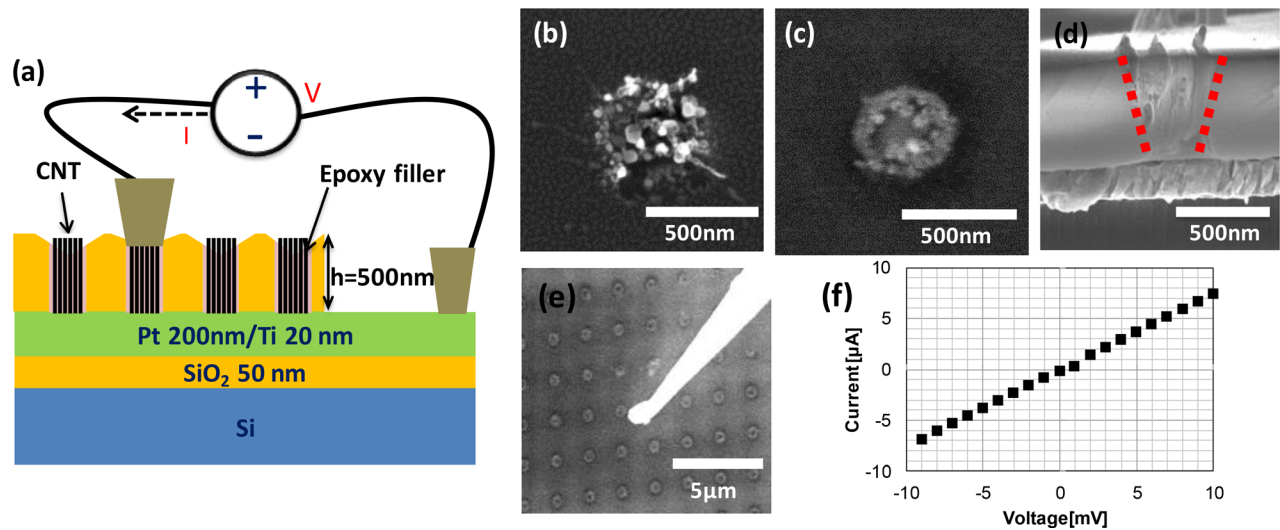 (a)
+
-
V
I
CNT
Epoxy filler
h=500nm
Pt 200nm/Ti 20 nm
SiO₂ 50 nm
Si
(b)
500nm
(c)
500nm
(d)
500nm
(e)
5µm
(f)
Current[µA]
10
5
0
-5
-10
-10 -5 0 5 10
Voltage[mV]